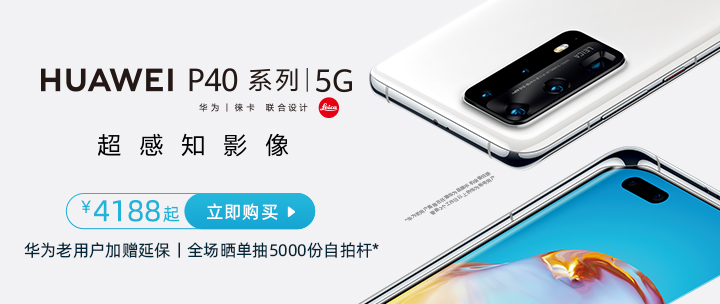 HUAWEI P40 系列|5G
华为 | 徕卡 联合设计 Leica
超感知影像
¥4188起 立即购买
华为老用户加赠延保 | 全场晒单抽5000份自拍杆*
LEICA